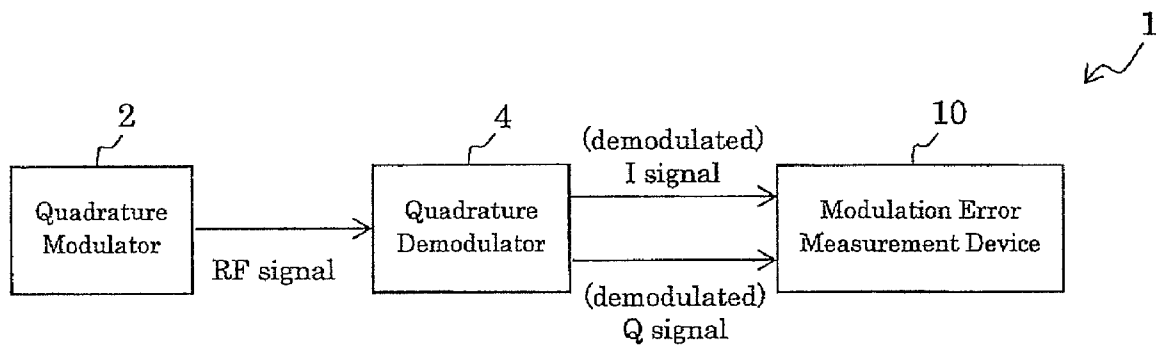 1
2
4
10
Quadrature
Modulator
RF signal
Quadrature
Demodulator
(demodulated)
I signal
(demodulated)
Q signal
Modulation Error
Measurement Device